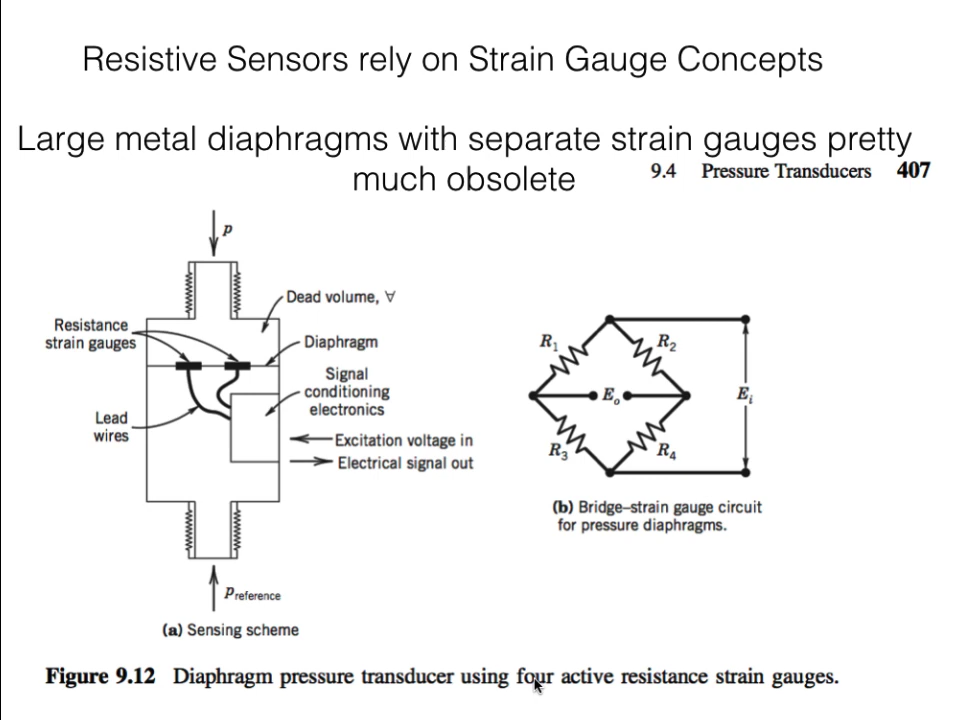 Resistive Sensors rely on Strain Gauge Concepts
Large metal diaphragms with separate strain gauges pretty
much obsolete
9.4 Pressure Transducers 407
p
Dead volume, ∀
Resistance
strain gauges
Diaphragm
Signal
conditioning
electronics
Lead
wires
Excitation voltage in
Electrical signal out
Preference
(a) Sensing scheme
R1
R2
Eo
Ei
R3
R4
(b) Bridge–strain gauge circuit
for pressure diaphragms.
Figure 9.12 Diaphragm pressure transducer using four active resistance strain gauges.